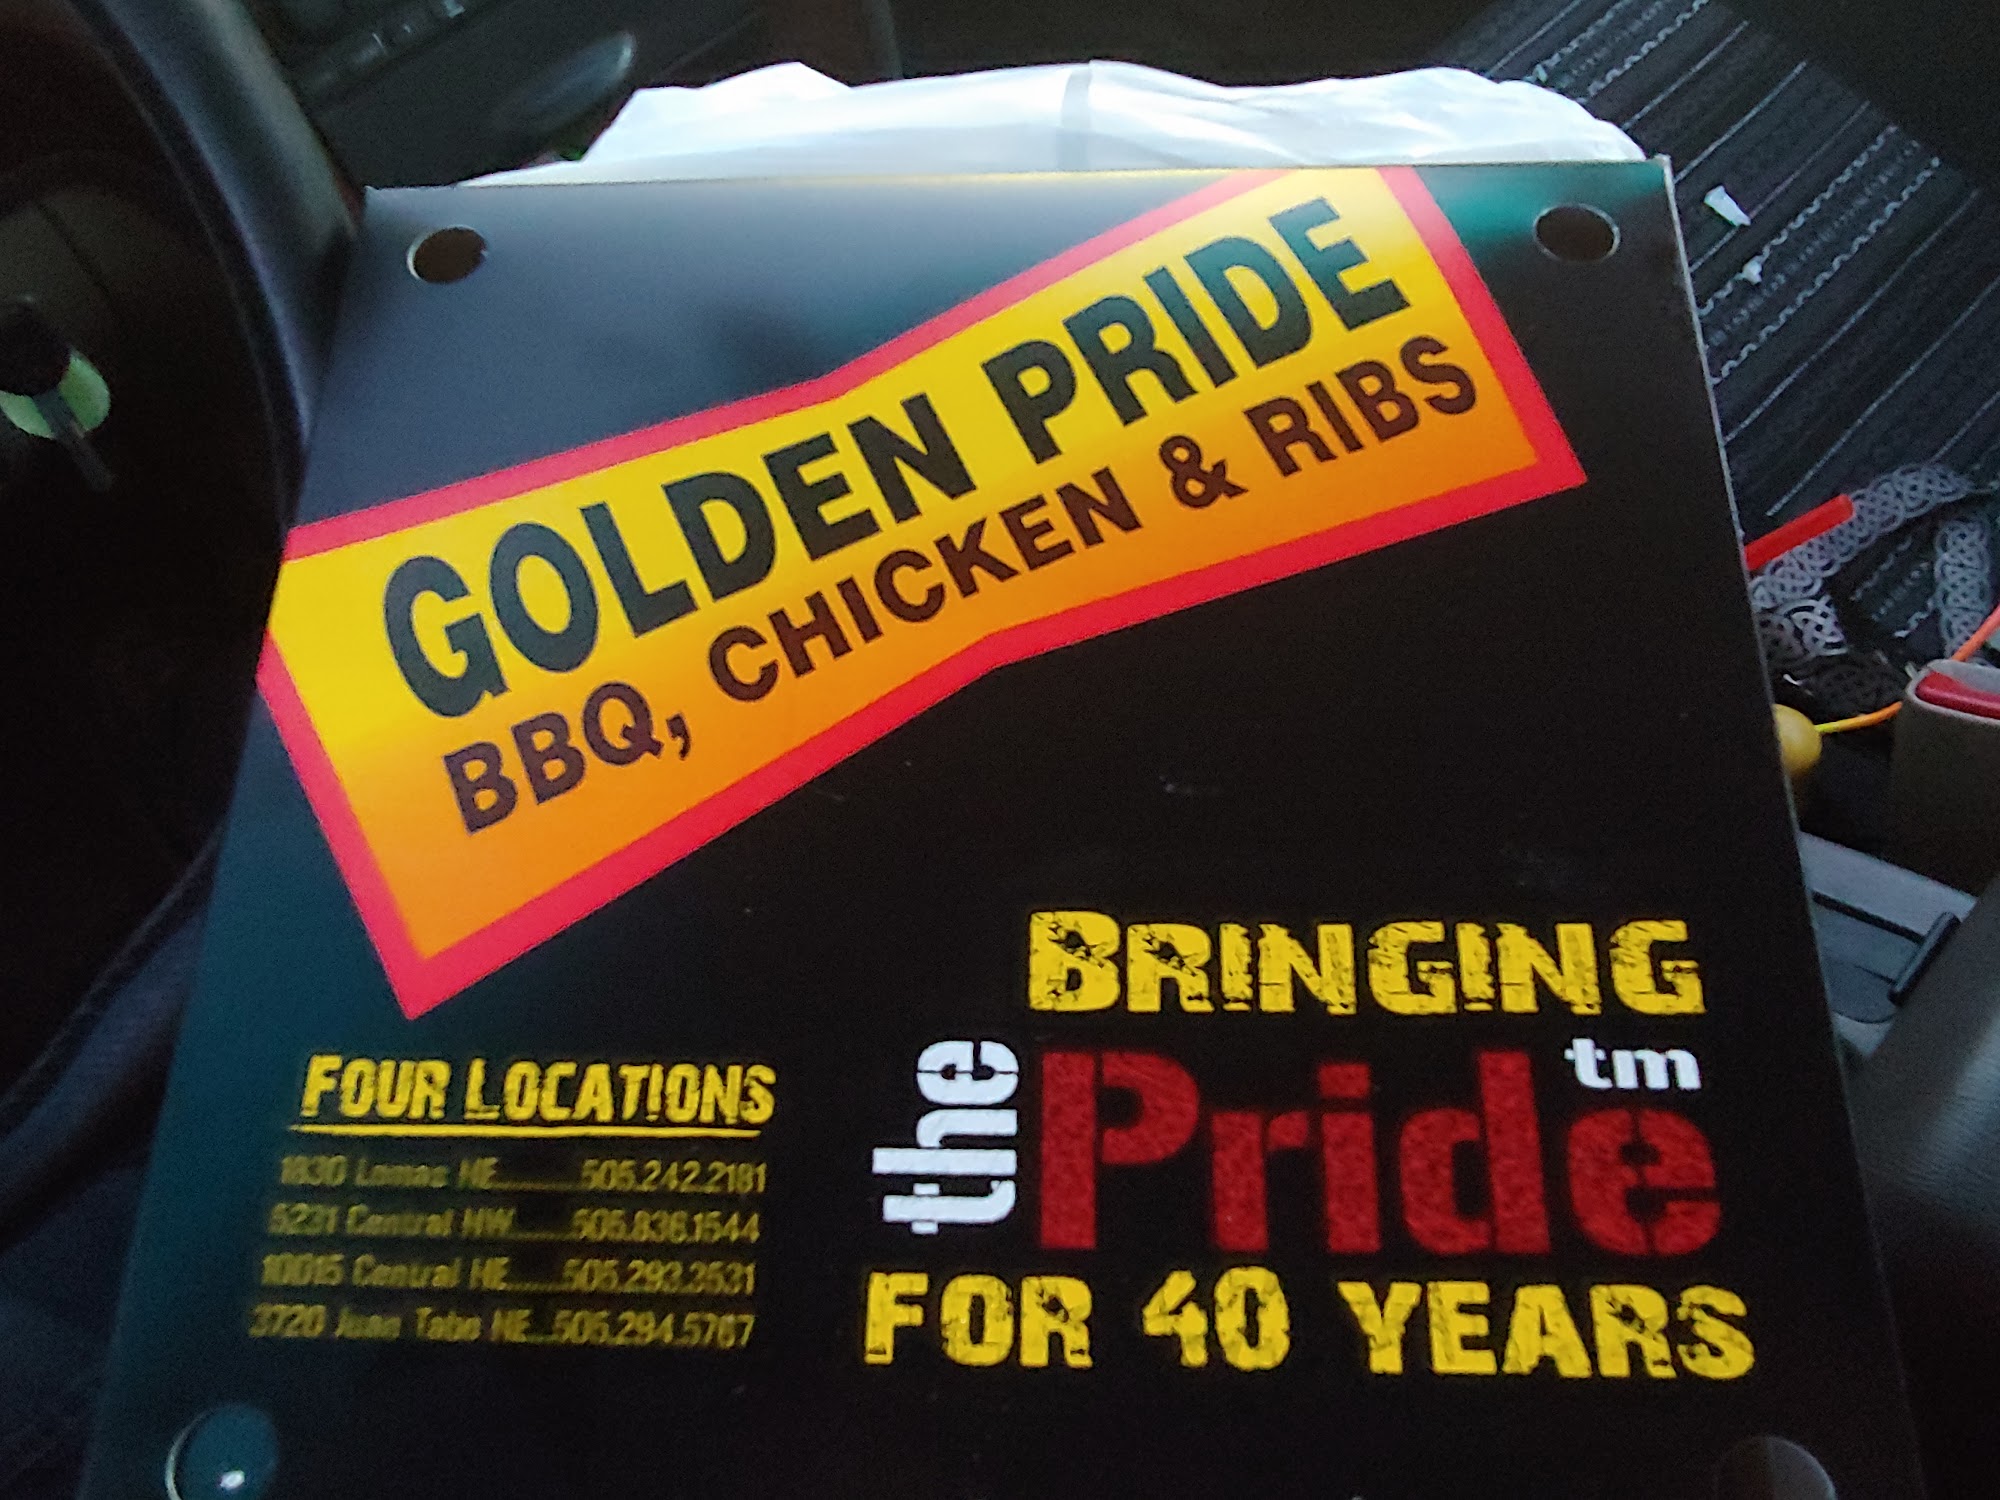 GOLDEN PRIDE
BBQ, CHICKEN & RIBS
FOUR LOCATIONS
1830 Lomas NE.........505.242.2181
5231 Central NW.......505.836.1544
10015 Central NE......505.293.3531
3720 Juan Tabo NE...505.294.5767
BRINGING
the Pride tm
FOR 40 YEARS